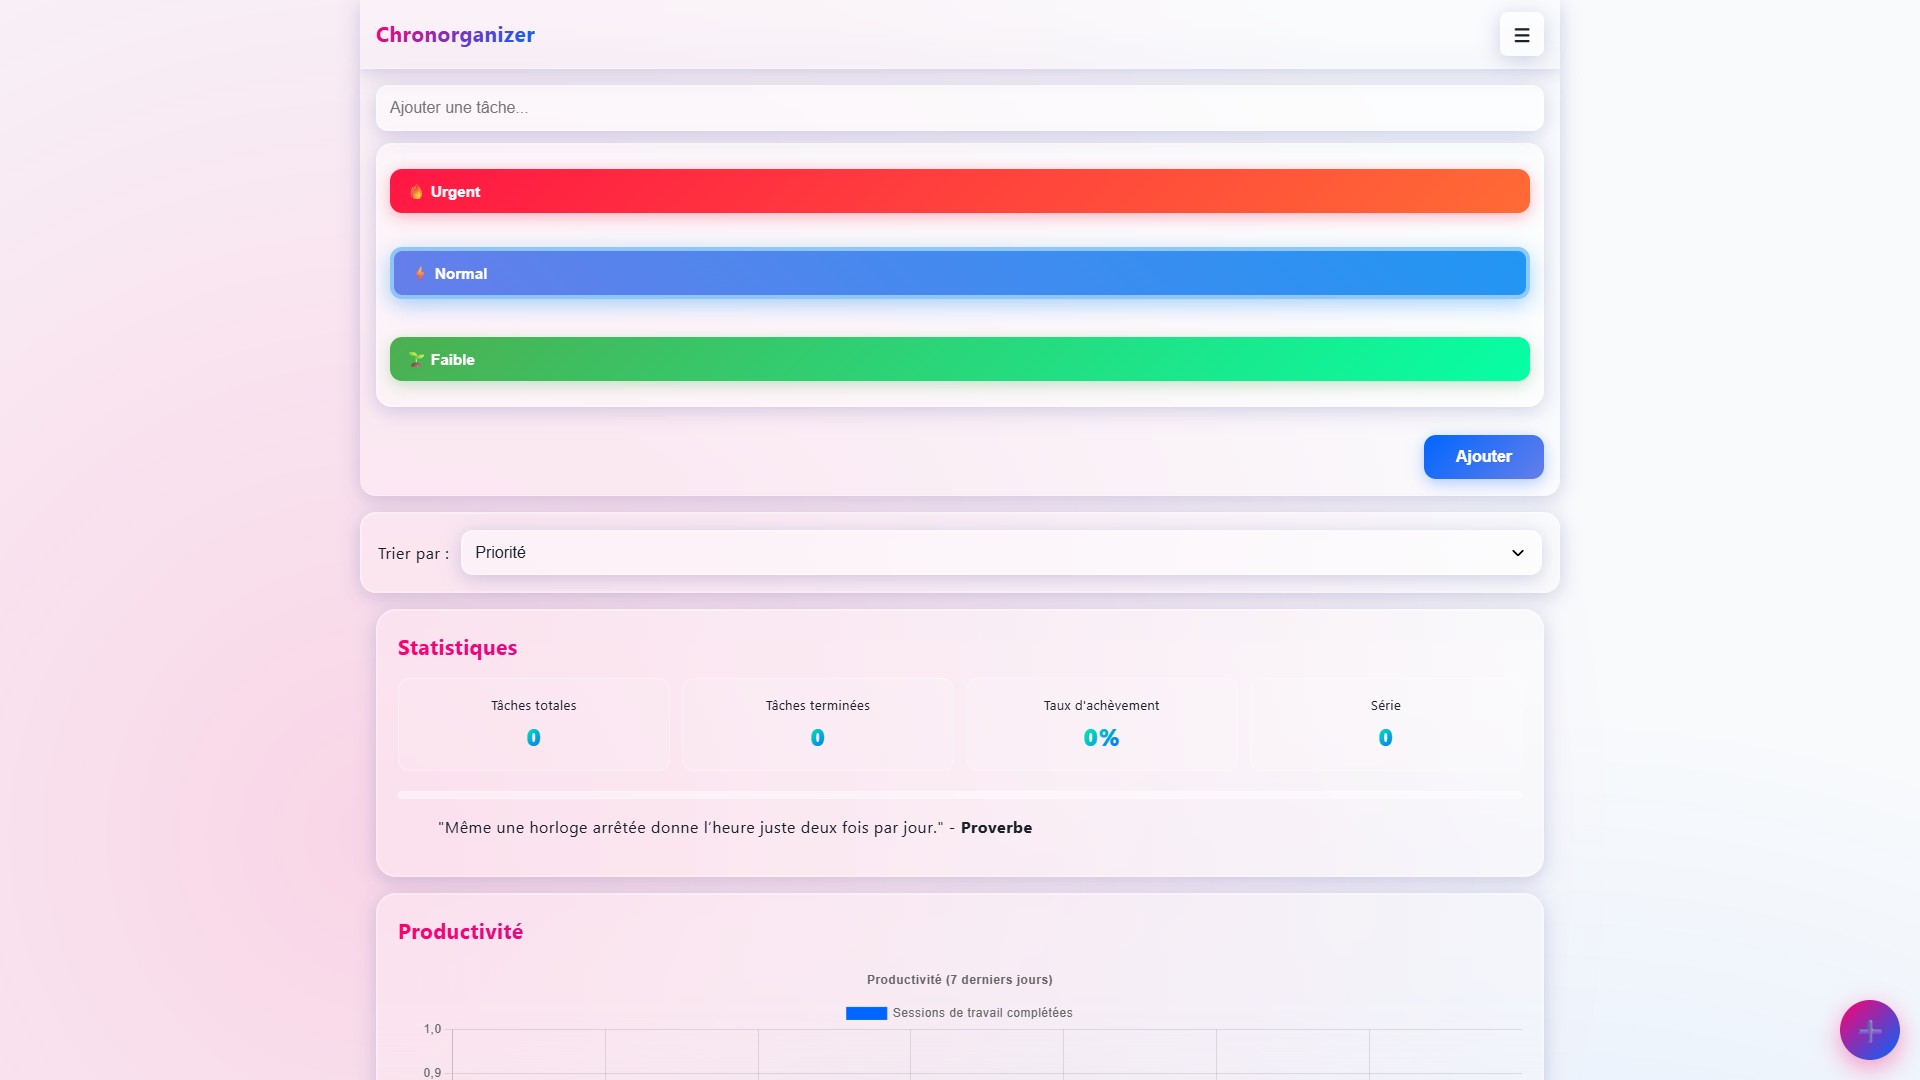 Chronorganizer
Ajouter une tâche...
🔥 Urgent
⚡ Normal
🌱 Faible
Ajouter
Trier par :
Priorité
Statistiques
Tâches totales
0
Tâches terminées
0
Taux d'achèvement
0%
Série
0
"Même une horloge arrêtée donne l’heure juste deux fois par jour." - Proverbe
Productivité
Productivité (7 derniers jours)
Sessions de travail complétées
1,0
0,9